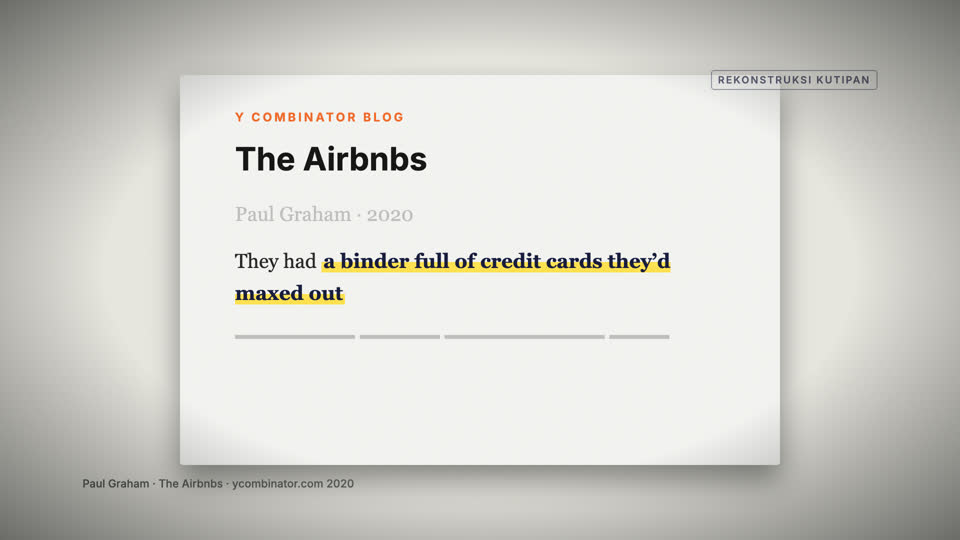 REKONSTRUKSI KUTIPAN
Y COMBINATOR BLOG
The Airbnbs
Paul Graham · 2020
They had a binder full of credit cards they’d
maxed out
Paul Graham · The Airbnbs · ycombinator.com 2020